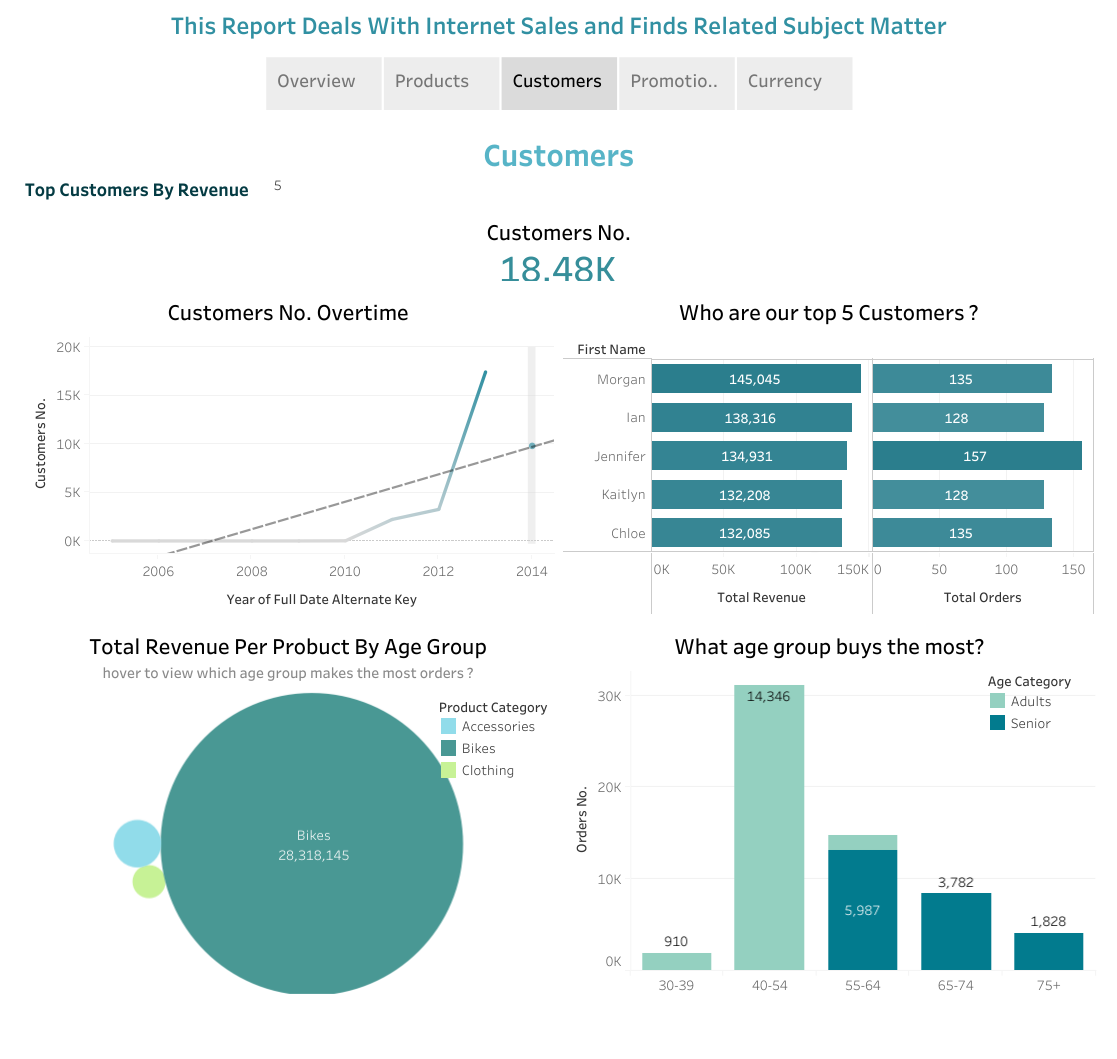 This Report Deals With Internet Sales and Finds Related Subject Matter
Overview
Products
Customers
Promotio..
Currency
Customers
Top Customers By Revenue
5
Customers No.
18.48K
Customers No. Overtime
Customers No.
20K
15K
10K
5K
0K
2006
2008
2010
2012
2014
Year of Full Date Alternate Key
Who are our top 5 Customers ?
First Name
Morgan
145,045
135
Ian
138,316
128
Jennifer
134,931
157
Kaitlyn
132,208
128
Chloe
132,085
135
0K
50K
100K
150K
0
50
100
150
Total Revenue
Total Orders
Total Revenue Per Product By Age Group
hover to view which age group makes the most orders ?
Product Category
Accessories
Bikes
Clothing
Bikes
28,318,145
What age group buys the most?
Age Category
Adults
Senior
Orders No.
30K
20K
10K
0K
910
14,346
5,987
3,782
1,828
30-39
40-54
55-64
65-74
75+